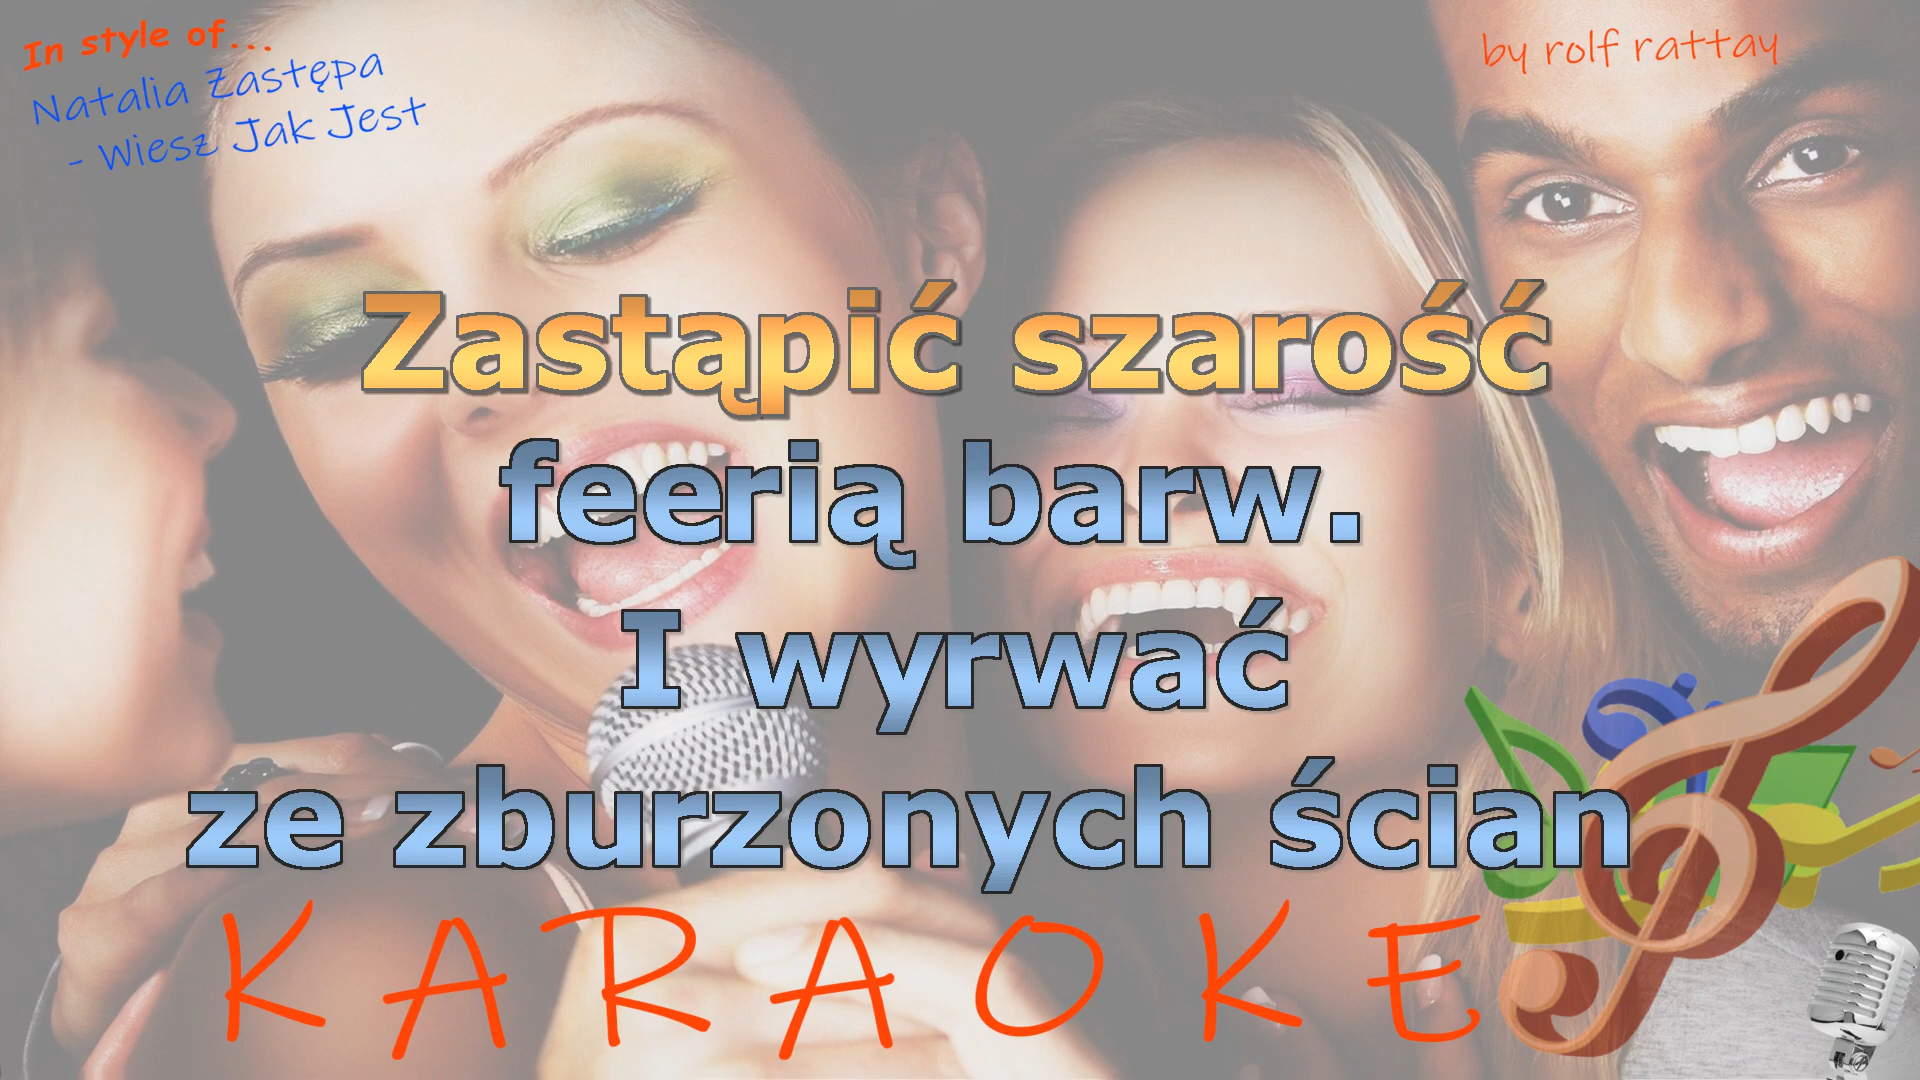 In style of...
Natalia Zastępa
- Wiesz Jak Jest
by rolf rattay
Zastąpić szarość
feerią barw.
I wyrwać
ze zburzonych ścian
KARAOKE